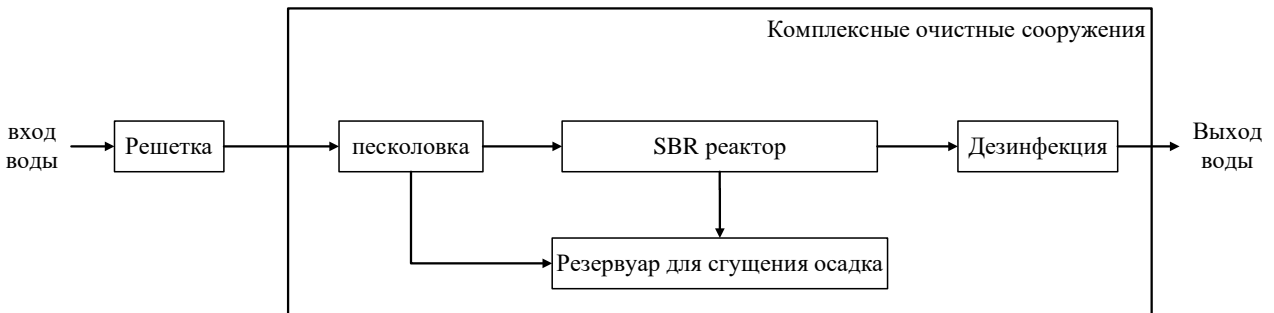 Комплексные очистные сооружения
вход
воды
Решетка
песколовка
SBR реактор
Дезинфекция
Выход
воды
Резервуар для сгущения осадка